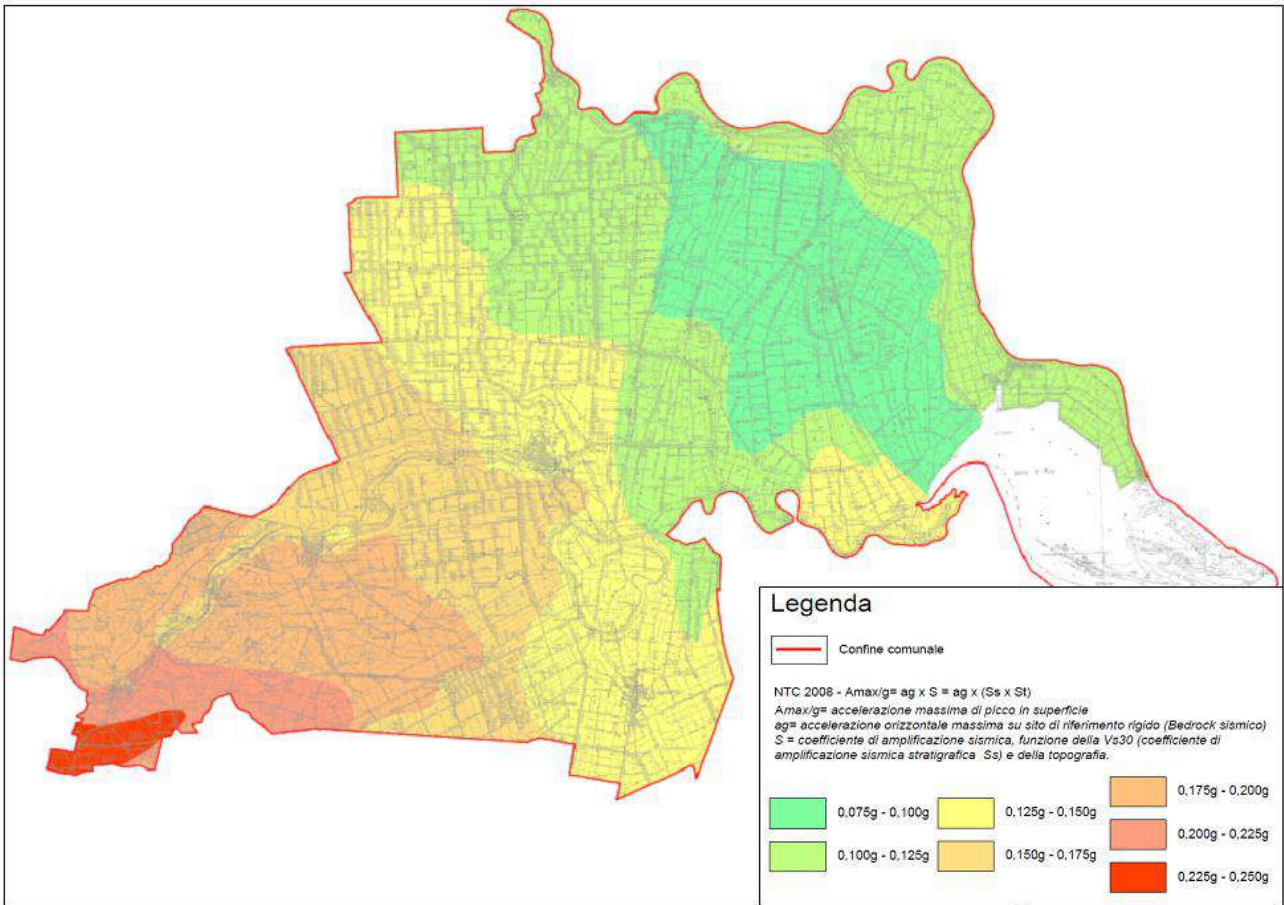 Legenda
Confine comunale
NTC 2008 - Amax/g= ag x S = ag x (Ss x St)
Amax/g= accelerazione massima di picco in superficie
ag= accelerazione orizzontale massima su sito di riferimento rigido (Bedrock sismico)
S = coefficiente di amplificazione sismica, funzione della Vs30 (coefficiente di
amplificazione sismica stratigrafica Ss) e della topografia.
0,075g - 0,100g
0,100g - 0,125g
0,125g - 0,150g
0,150g - 0,175g
0,175g - 0,200g
0,200g - 0,225g
0,225g - 0,250g